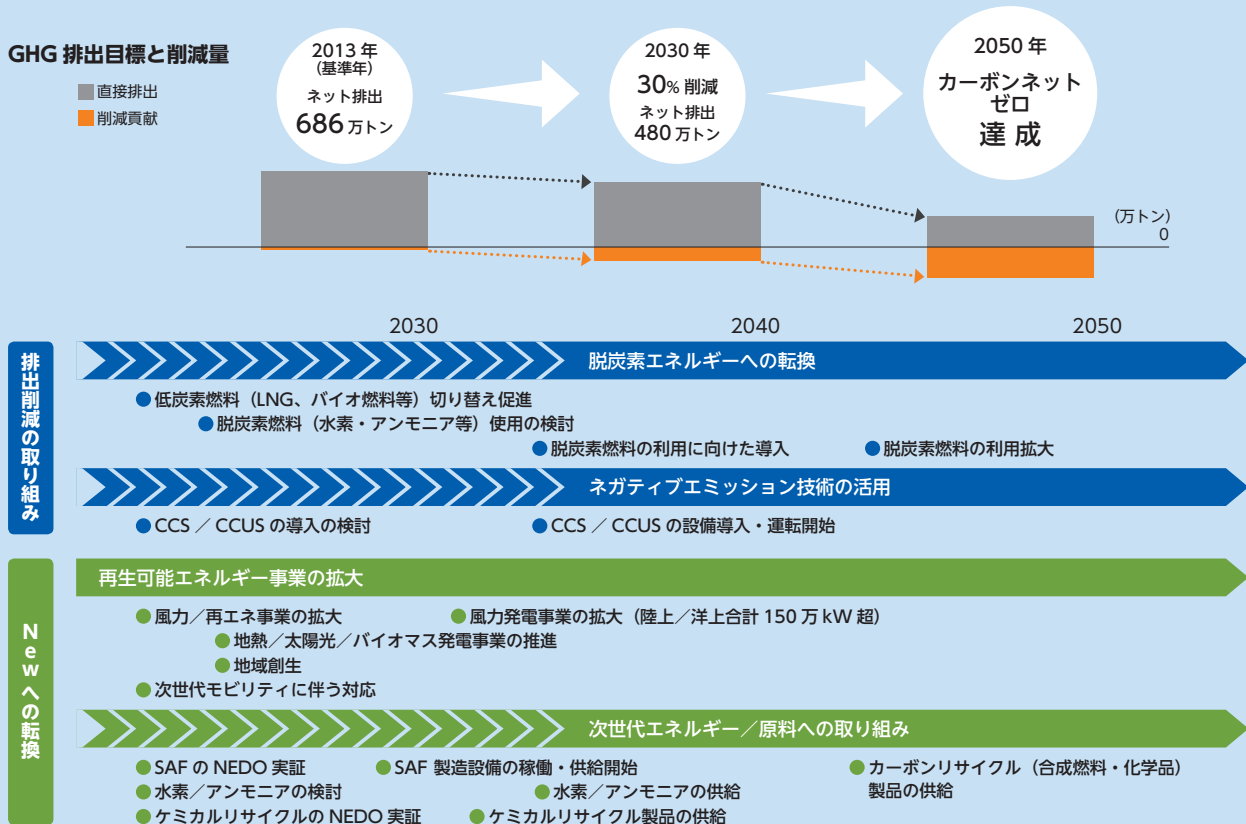 GHG 排出目標と削減量
直接排出
削減貢献
2013 年
(基準年)
ネット排出
686 万トン
2030 年
30% 削減
ネット排出
480 万トン
2050 年
カーボンネット
ゼロ
達 成
(万トン)
0
2030 2040 2050
排出削減の取り組み
脱炭素エネルギーへの転換
●低炭素燃料（LNG、バイオ燃料等）切り替え促進
●脱炭素燃料（水素・アンモニア等）使用の検討
●脱炭素燃料の利用に向けた導入 ●脱炭素燃料の利用拡大
ネガティブエミッション技術の活用
●CCS ／ CCUS の導入の検討 ●CCS ／ CCUS の設備導入・運転開始
Newへの転換
再生可能エネルギー事業の拡大
●風力／再エネ事業の拡大 ●風力発電事業の拡大（陸上／洋上合計 150 万 kW 超）
●地熱／太陽光／バイオマス発電事業の推進
●地域創生
●次世代モビリティに伴う対応
次世代エネルギー／原料への取り組み
●SAF の NEDO 実証 ●SAF 製造設備の稼働・供給開始 ●カーボンリサイクル（合成燃料・化学品）
製品の供給
●水素／アンモニアの検討 ●水素／アンモニアの供給
●ケミカルリサイクルの NEDO 実証 ●ケミカルリサイクル製品の供給